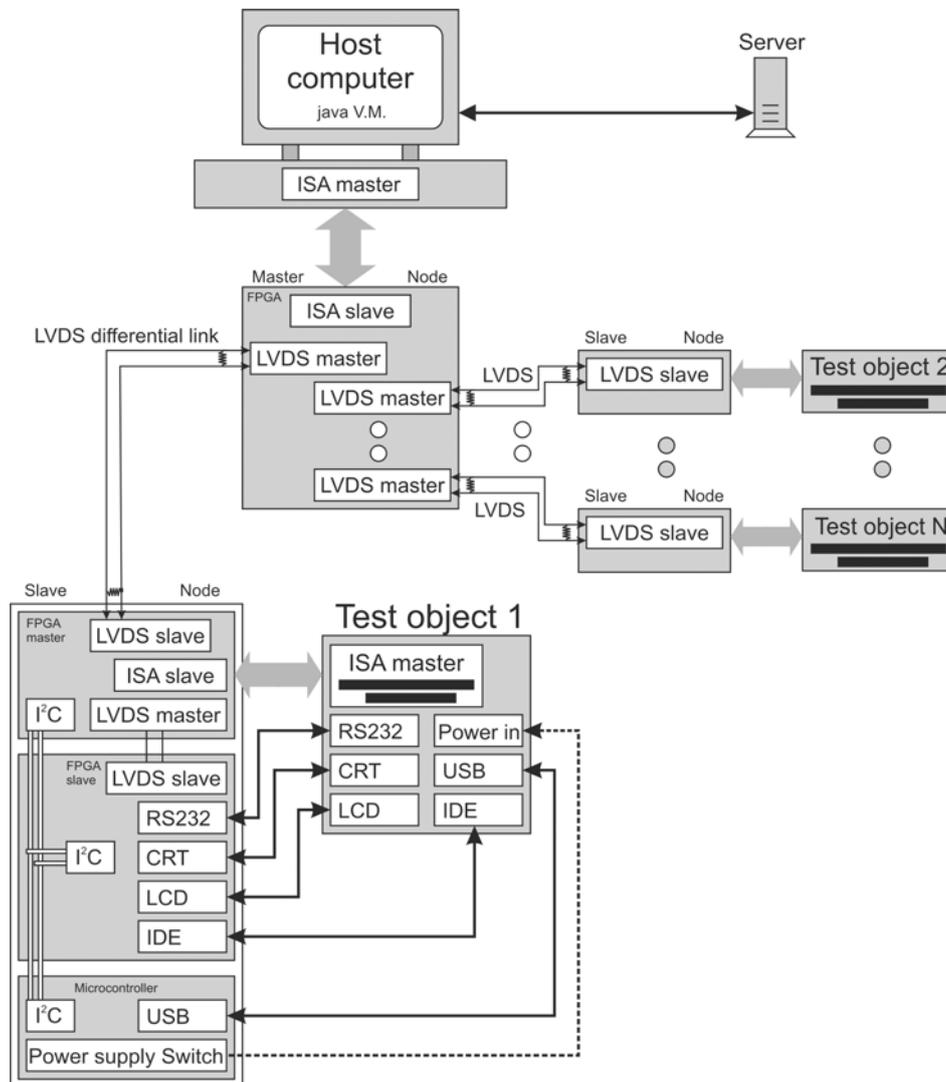 Host
computer
java V.M.
Server
ISA master
Master Node
FPGA
ISA slave
LVDS differential link
LVDS master
LVDS master
LVDS
Slave Node
LVDS slave
Test object 2
LVDS master
LVDS
Slave Node
LVDS slave
Test object N
Slave Node
FPGA
master
LVDS slave
ISA slave
I²C
LVDS master
FPGA
slave
LVDS slave
RS232
I²C
CRT
LCD
IDE
Microcontroller
I²C
USB
Power supply Switch
Test object 1
ISA master
RS232
Power in
CRT
USB
LCD
IDE